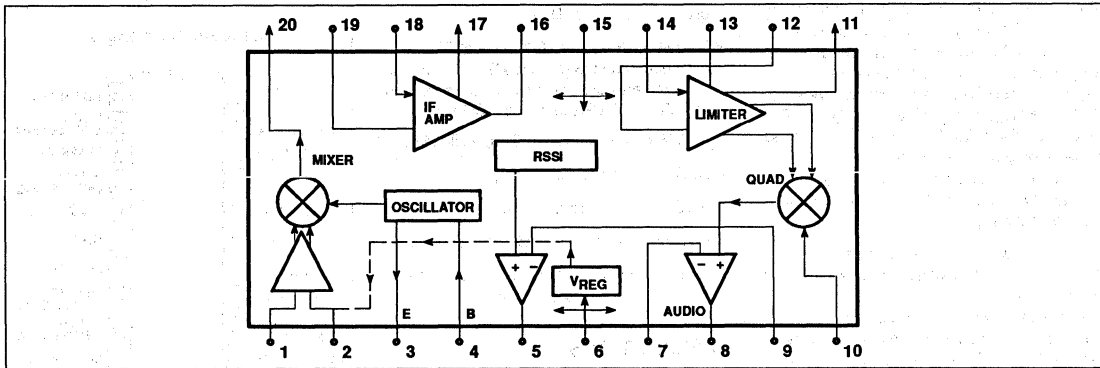 20 19 18 17 16 15 14 13 12 11
IF
AMP
LIMITER
RSSI
MIXER
QUAD
OSCILLATOR
+ −
− +
VREG
E B
AUDIO
1 2 3 4 5 6 7 8 9 10